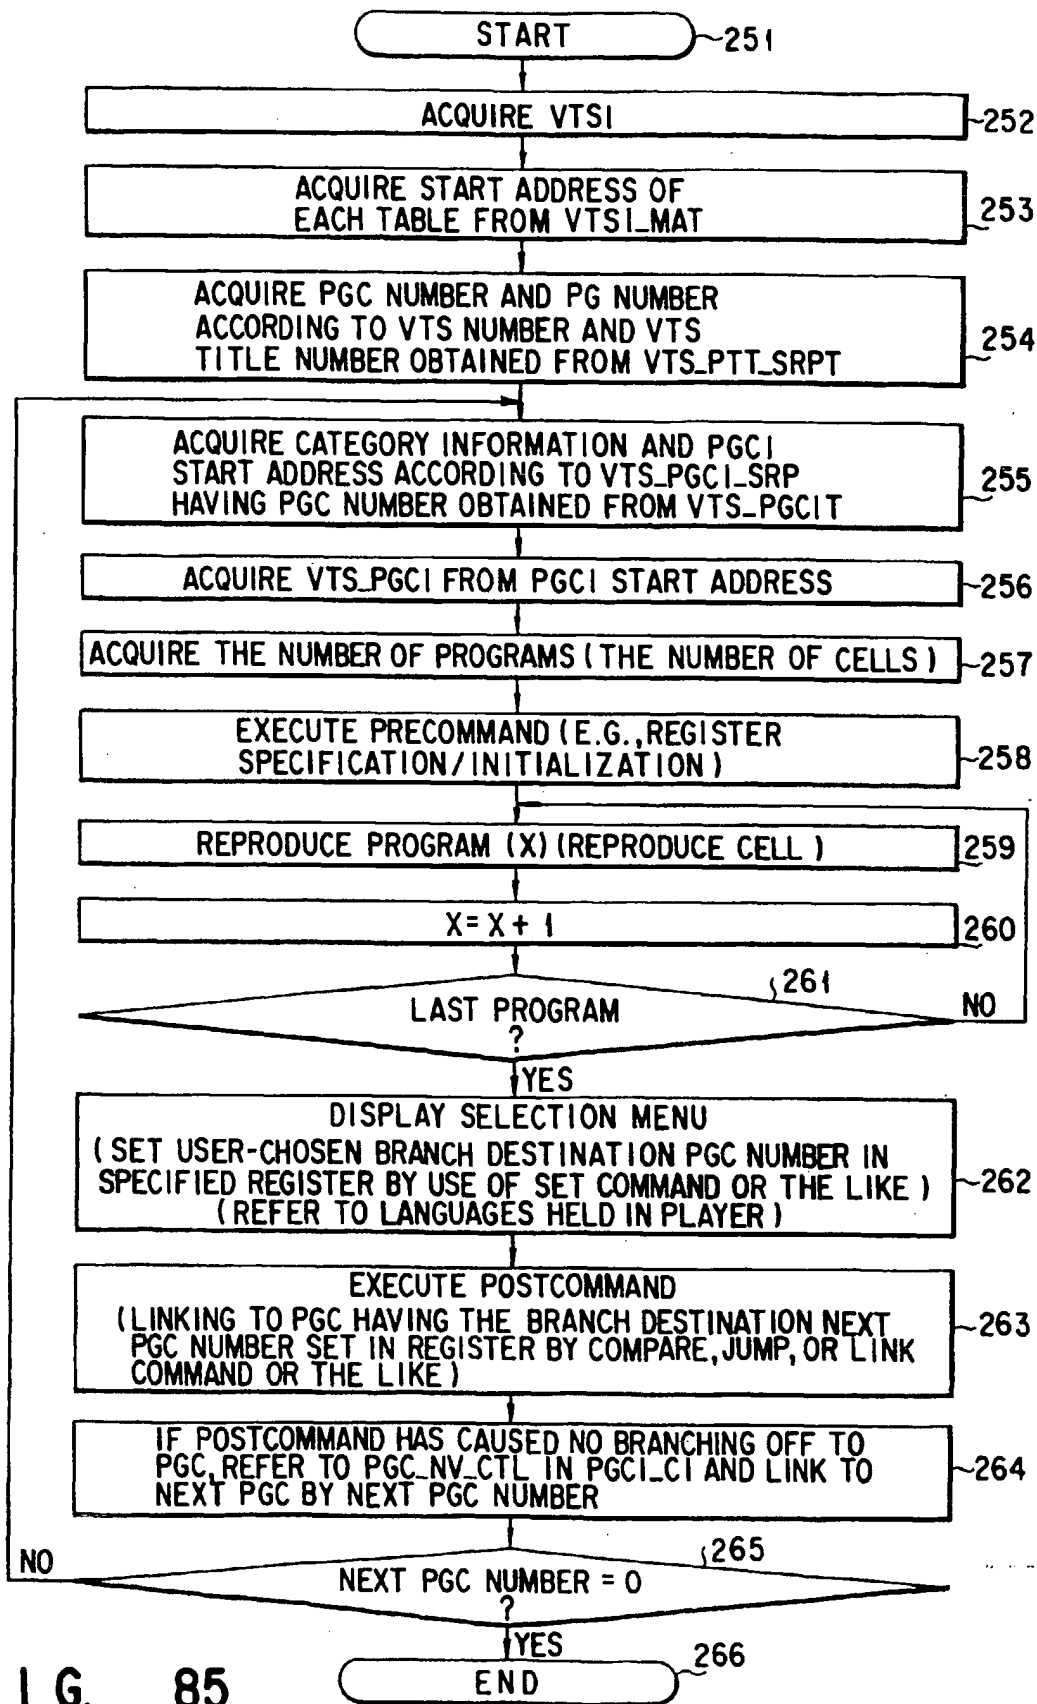 START
251
ACQUIRE VTSI
252
ACQUIRE START ADDRESS OF
EACH TABLE FROM VTSI_MAT
253
ACQUIRE PGC NUMBER AND PG NUMBER
ACCORDING TO VTS NUMBER AND VTS
TITLE NUMBER OBTAINED FROM VTS_PTT_SRPT
254
ACQUIRE CATEGORY INFORMATION AND PGCI
START ADDRESS ACCORDING TO VTS_PGCI_SRP
HAVING PGC NUMBER OBTAINED FROM VTS_PGCIT
255
ACQUIRE VTS_PGCI FROM PGCI START ADDRESS
256
ACQUIRE THE NUMBER OF PROGRAMS (THE NUMBER OF CELLS)
257
EXECUTE PRECOMMAND (E.G., REGISTER
SPECIFICATION/INITIALIZATION)
258
REPRODUCE PROGRAM (X) (REPRODUCE CELL)
259
X=X+1
260
261
LAST PROGRAM
?
NO
YES
DISPLAY SELECTION MENU
(SET USER-CHOSEN BRANCH DESTINATION PGC NUMBER IN
SPECIFIED REGISTER BY USE OF SET COMMAND OR THE LIKE)
(REFER TO LANGUAGES HELD IN PLAYER)
262
EXECUTE POSTCOMMAND
(LINKING TO PGC HAVING THE BRANCH DESTINATION NEXT
PGC NUMBER SET IN REGISTER BY COMPARE, JUMP, OR LINK
COMMAND OR THE LIKE)
263
IF POSTCOMMAND HAS CAUSED NO BRANCHING OFF TO
PGC, REFER TO PGC_NV_CTL IN PGCI_CI AND LINK TO
NEXT PGC BY NEXT PGC NUMBER
264
265
NO
NEXT PGC NUMBER = 0
?
YES
266
END
I G. 85